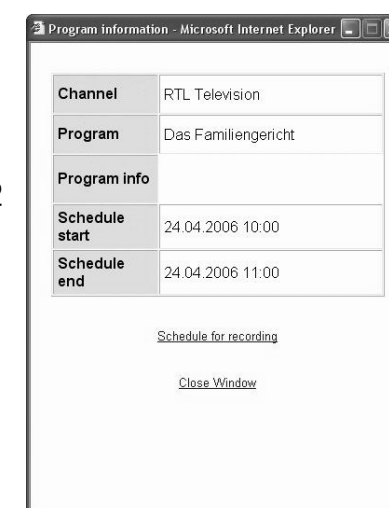 Program information - Microsoft Internet Explorer
Channel RTL Television
Program Das Familiengericht
Program info
Schedule
start 24.04.2006 10:00
Schedule
end 24.04.2006 11:00
Schedule for recording
Close Window